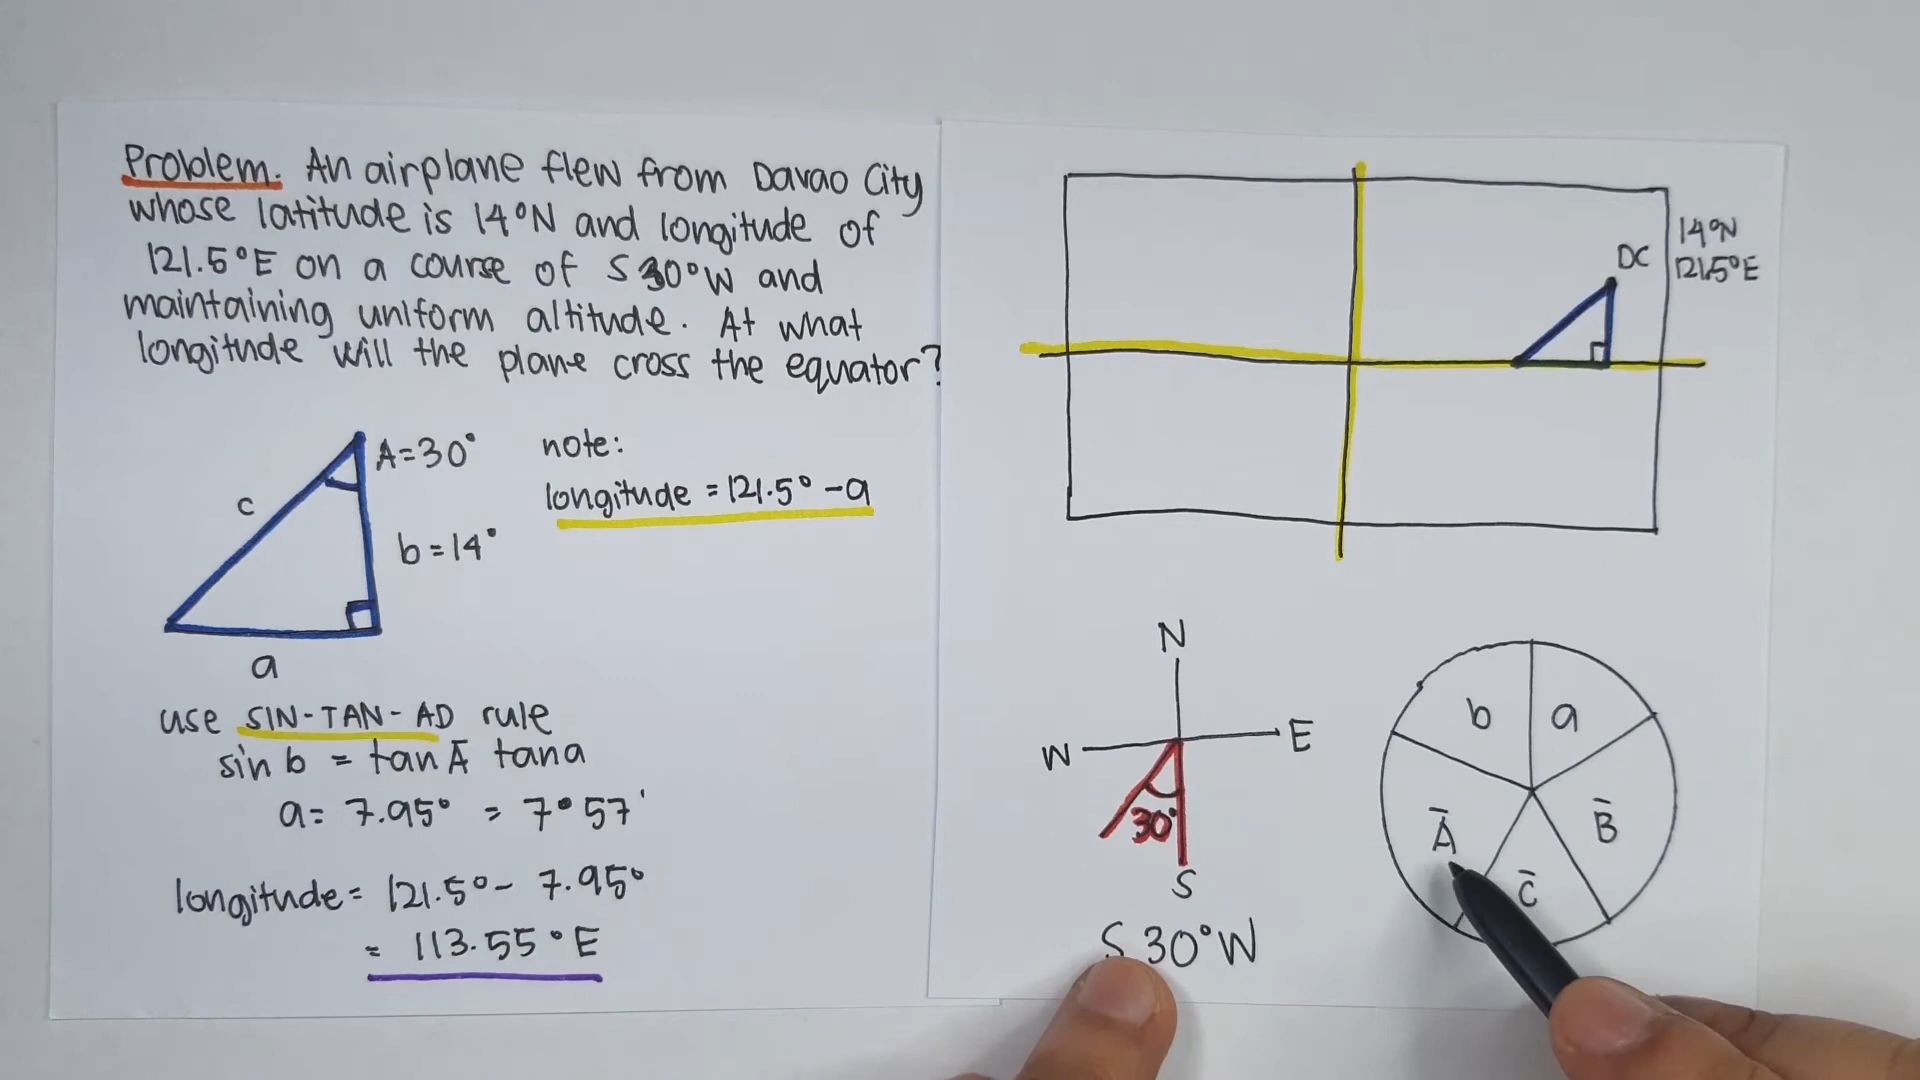 Problem. An airplane flew from Davao City
whose latitude is 14°N and longitude of
121.5°E on a course of S 30°W and
maintaining uniform altitude. At what
longitude will the plane cross the equator?
A=30°
c
b=14°
a
note:
longitude = 121.5° - a
use SIN-TAN-AD rule
sin b = tan Ā tan a
a= 7.95° = 7°57'
longitude = 121.5° - 7.95°
= 113.55°E
DC
14°N
121.5°E
N
W
E
30°
S
S 30°W
b
a
Ā
B̄
c̄